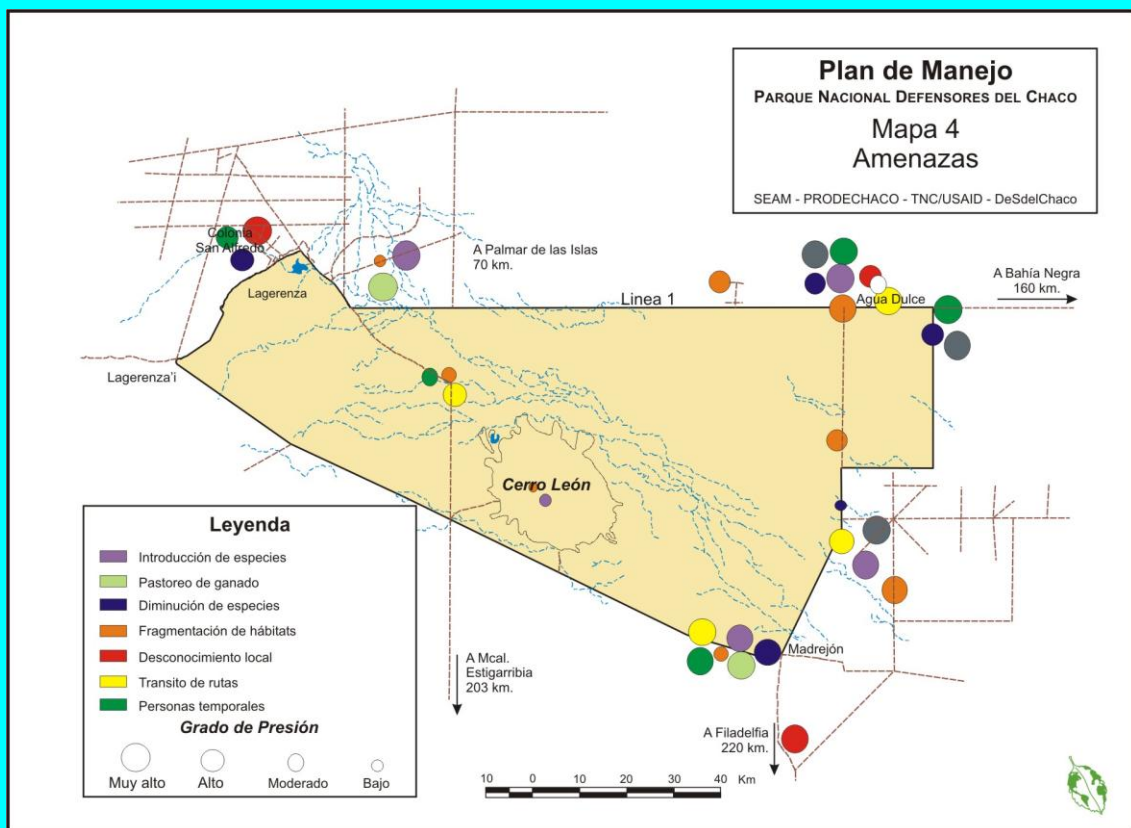 Plan de Manejo
PARQUE NACIONAL DEFENSORES DEL CHACO
Mapa 4
Amenazas
SEAM - PRODECHACO - TNC/USAID - DeSdelChaco
Colonia
San Alfredo
Lagerenza
A Palmar de las Islas
70 km.
Linea 1
Agua Dulce
A Bahía Negra
160 km.
Lagerenza'i
Cerro León
Madrejón
A Mcal.
Estigarribia
203 km.
A Filadelfia
220 km.
Leyenda
Introducción de especies
Pastoreo de ganado
Diminución de especies
Fragmentación de hábitats
Desconocimiento local
Transito de rutas
Personas temporales
Grado de Presión
Muy alto
Alto
Moderado
Bajo
10 0 10 20 30 40 Km